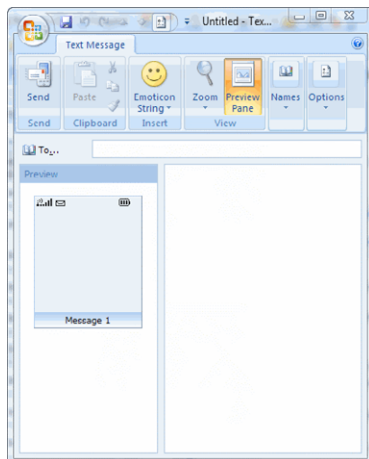 Untitled - Tex...
Text Message
Send
Paste
Emoticon
String
Zoom
Preview
Pane
Names
Options
Send
Clipboard
Insert
View
To...
Preview
Message 1